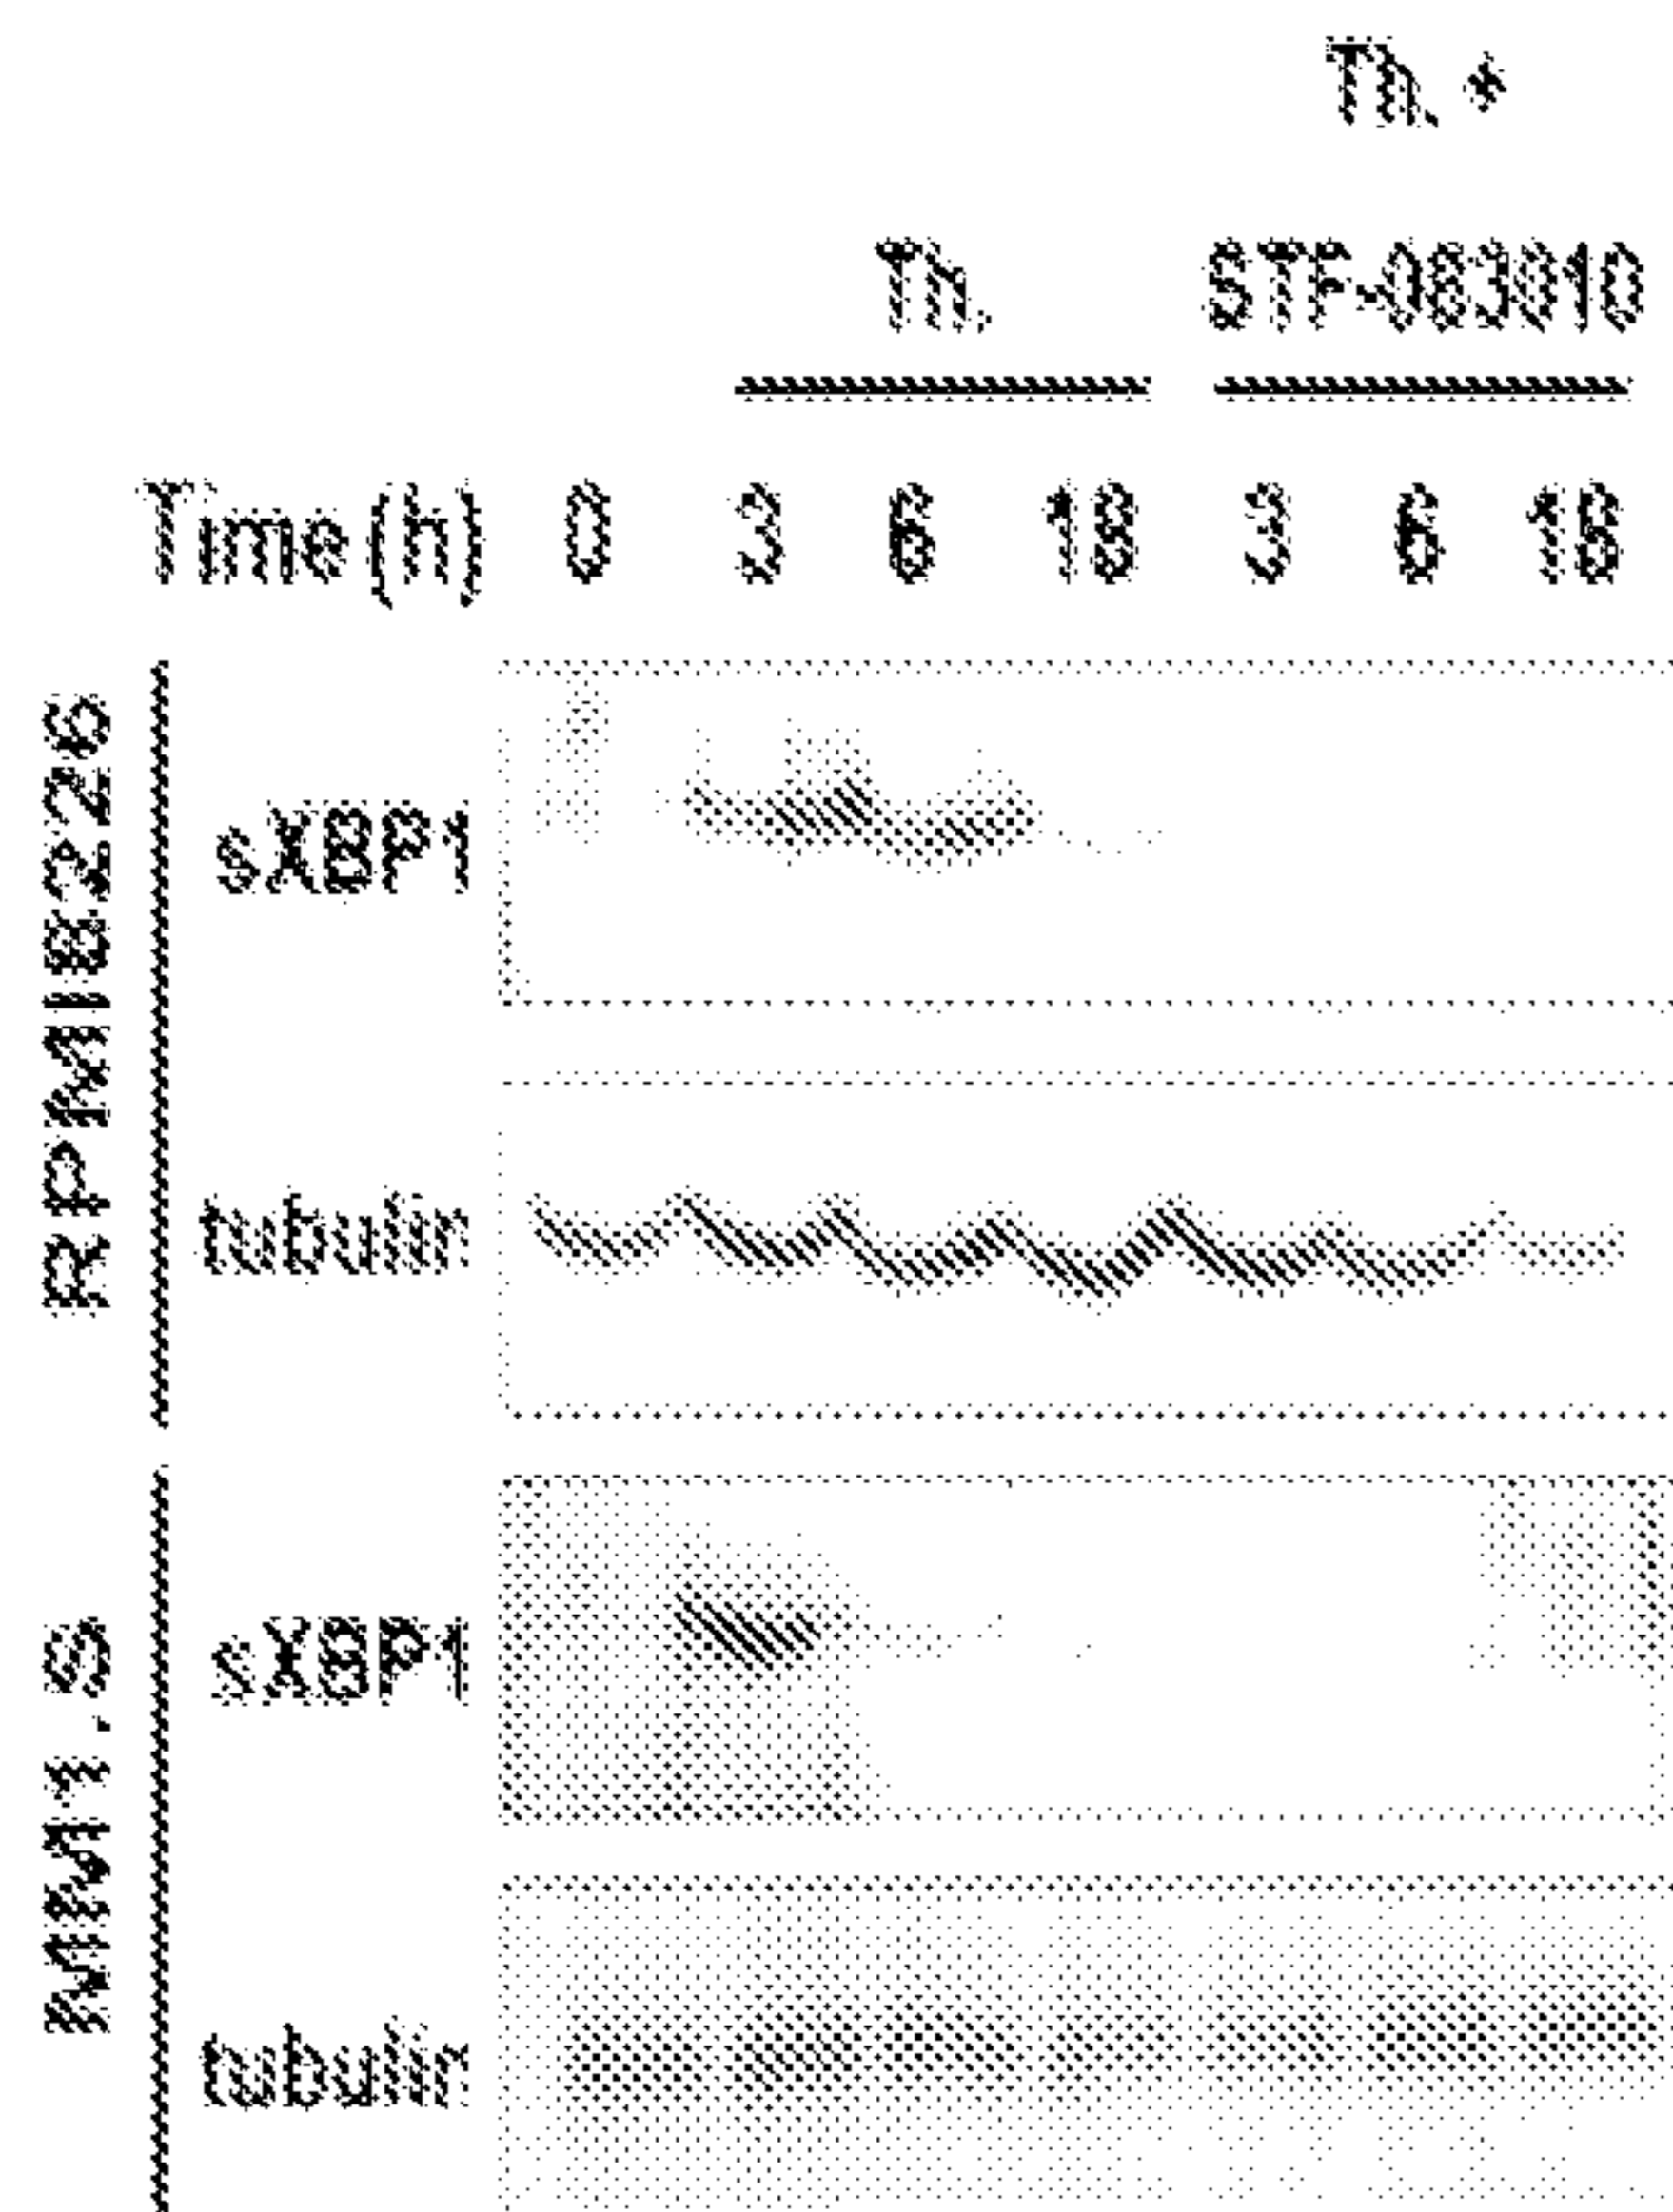 Th. +
Th. STF-083010
Time (h) 0 3 6 18 3 6 18
RPMI8226
sXBP1
tubulin
MM1.S
sXBP1
tubulin